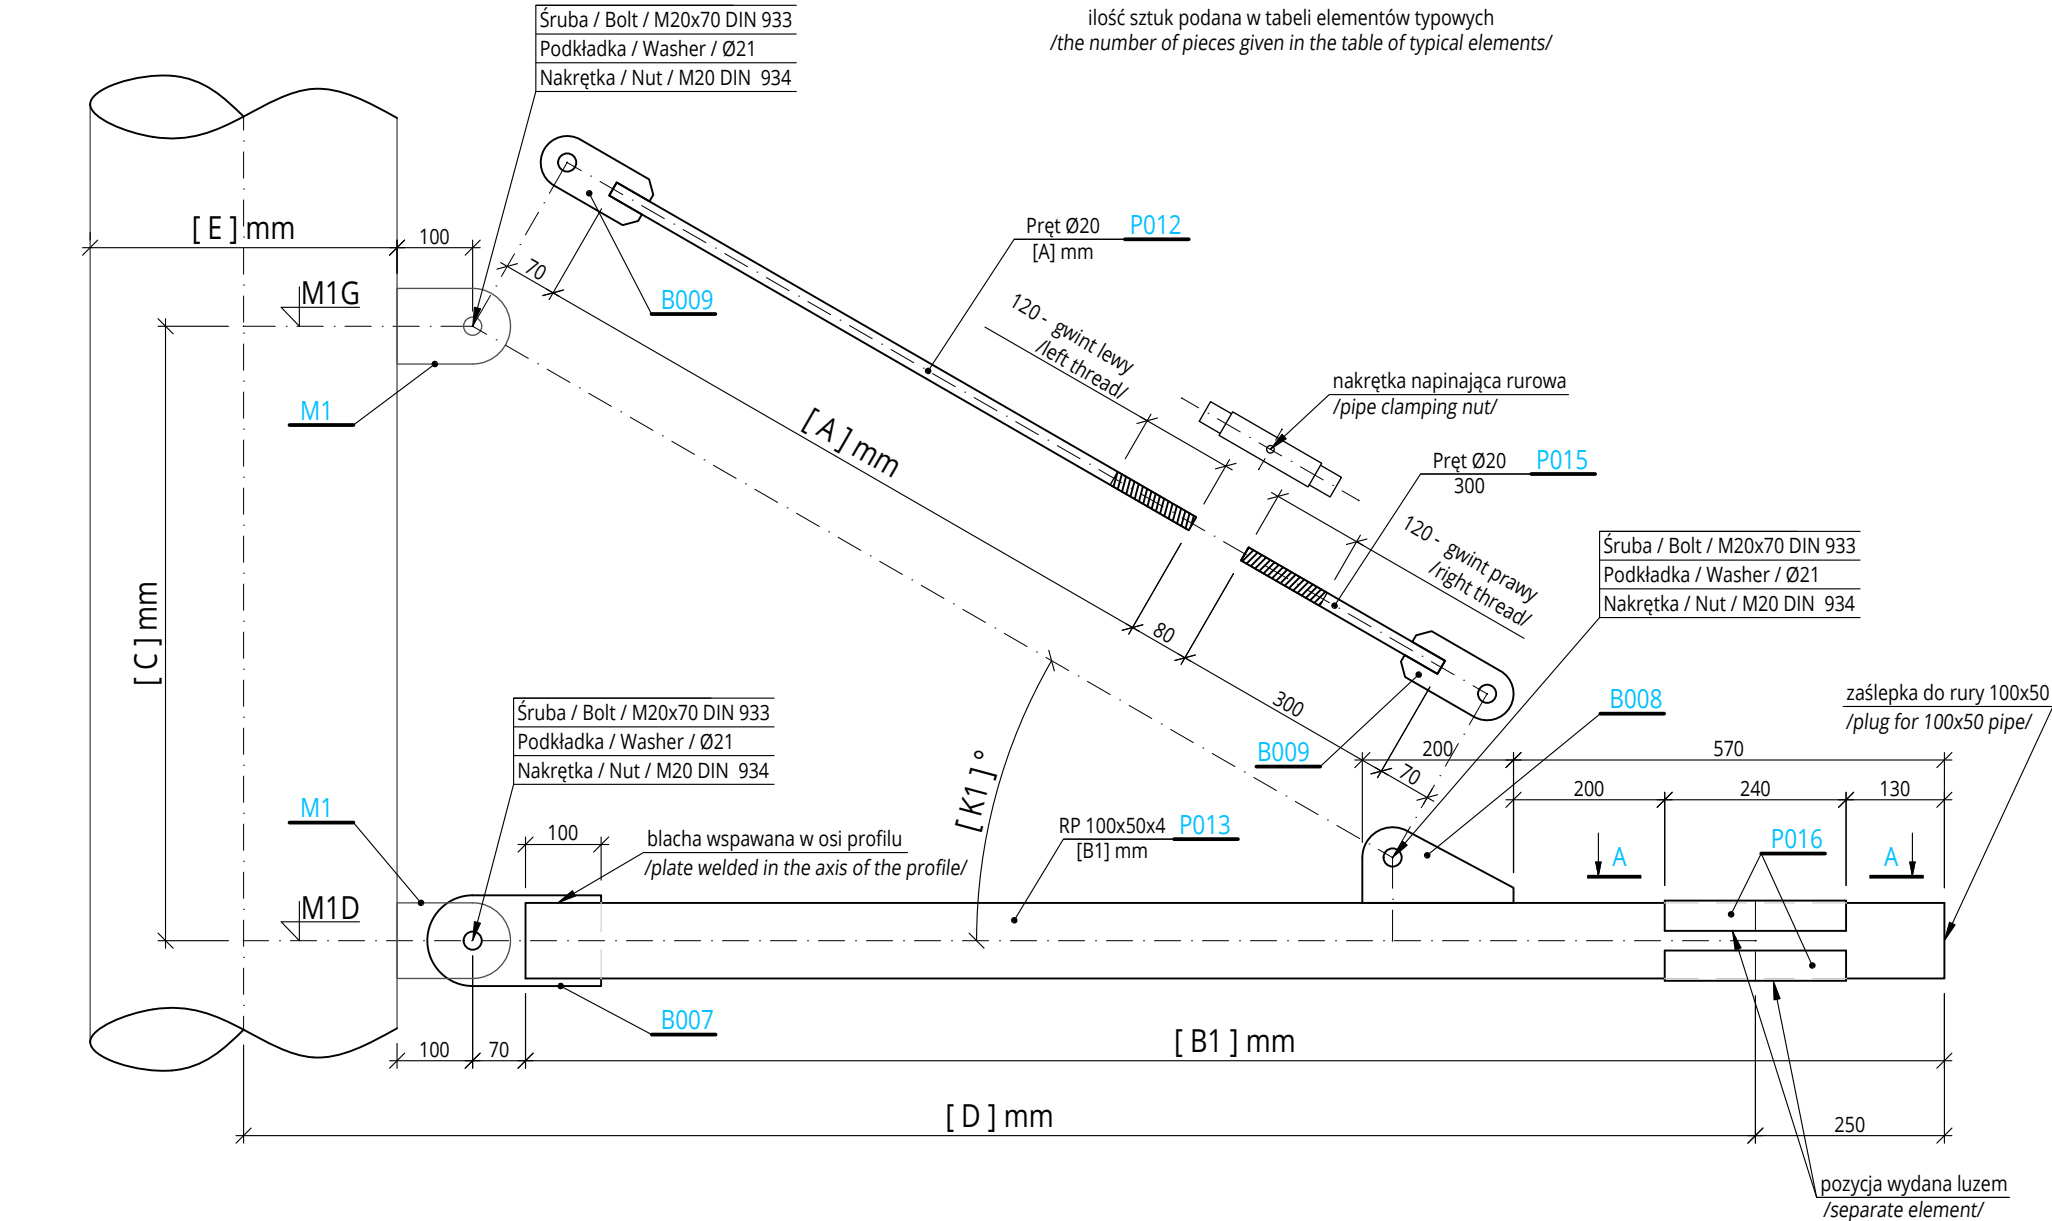 Śruba / Bolt / M20x70 DIN 933
Podkładka / Washer / Ø21
Nakrętka / Nut / M20 DIN  934
ilość sztuk podana w tabeli elementów typowych
/the number of pieces given in the table of typical elements/
[ E ] mm
100
M1G
M1
70
B009
Pręt Ø20 P012
[A] mm
120 - gwint lewy
/left thread/
nakrętka napinająca rurowa
/pipe clamping nut/
[ A ] mm
Pręt Ø20 P015
300
120 - gwint prawy
/right thread/
Śruba / Bolt / M20x70 DIN 933
Podkładka / Washer / Ø21
Nakrętka / Nut / M20 DIN  934
[ C ] mm
80
300
70
B009
B008
200
570
200
240
130
zaślepka do rury 100x50
/plug for 100x50 pipe/
Śruba / Bolt / M20x70 DIN 933
Podkładka / Washer / Ø21
Nakrętka / Nut / M20 DIN  934
[ K1 ] °
M1
100
blacha wspawana w osi profilu
/plate welded in the axis of the profile/
RP 100x50x4 P013
[B1] mm
A
P016
A
M1D
B007
100
70
[ B1 ] mm
[ D ] mm
250
pozycja wydana luzem
/separate element/